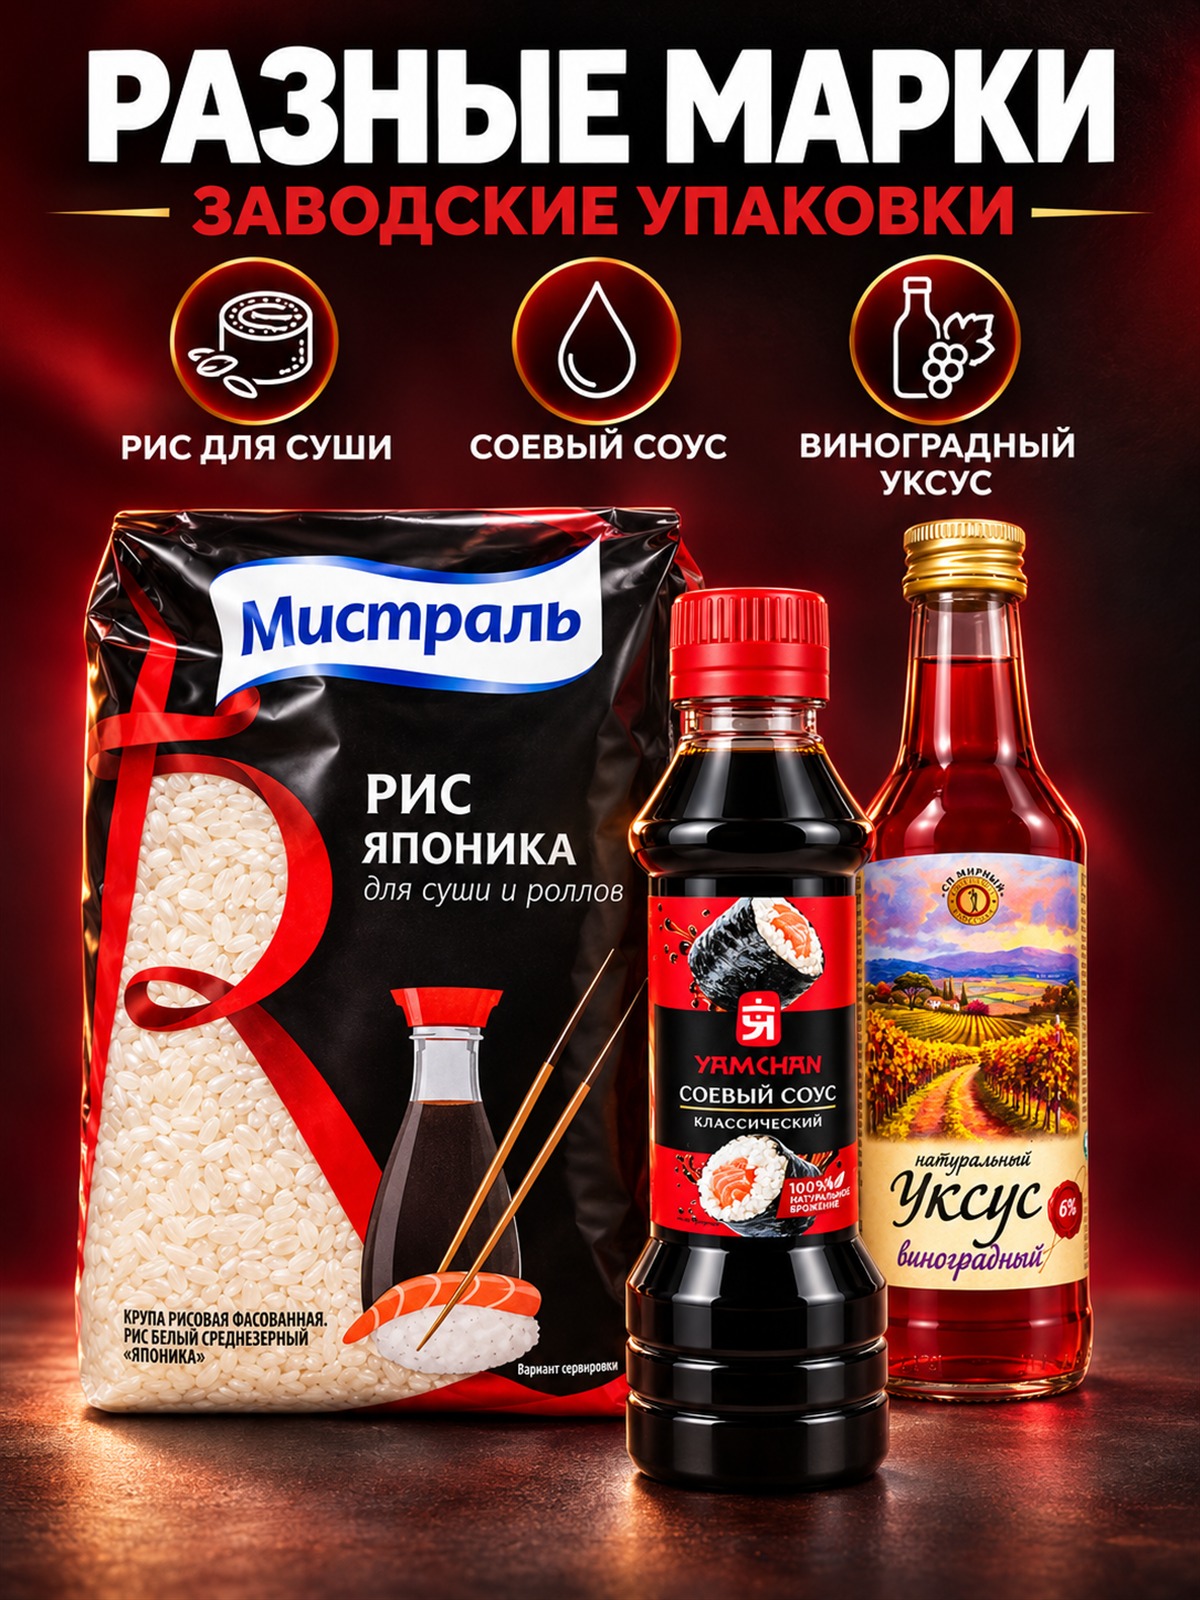 РАЗНЫЕ МАРКИ
ЗАВОДСКИЕ УПАКОВКИ
РИС ДЛЯ СУШИ
СОЕВЫЙ СОУС
ВИНОГРАДНЫЙ
УКСУС
Мистраль
РИС
ЯПОНИКА
для суши и роллов
КРУПА РИСОВАЯ ФАСОВАННАЯ.
РИС БЕЛЫЙ СРЕДНЕЗЕРНЫЙ
«ЯПОНИКА»
Вариант сервировки
Я
YAMCHAN
СОЕВЫЙ СОУС
КЛАССИЧЕСКИЙ
100%
НАТУРАЛЬНОЕ
БРОЖЕНИЕ
"СП МИРНЫЙ"
натуральный
Уксус
6%
виноградный